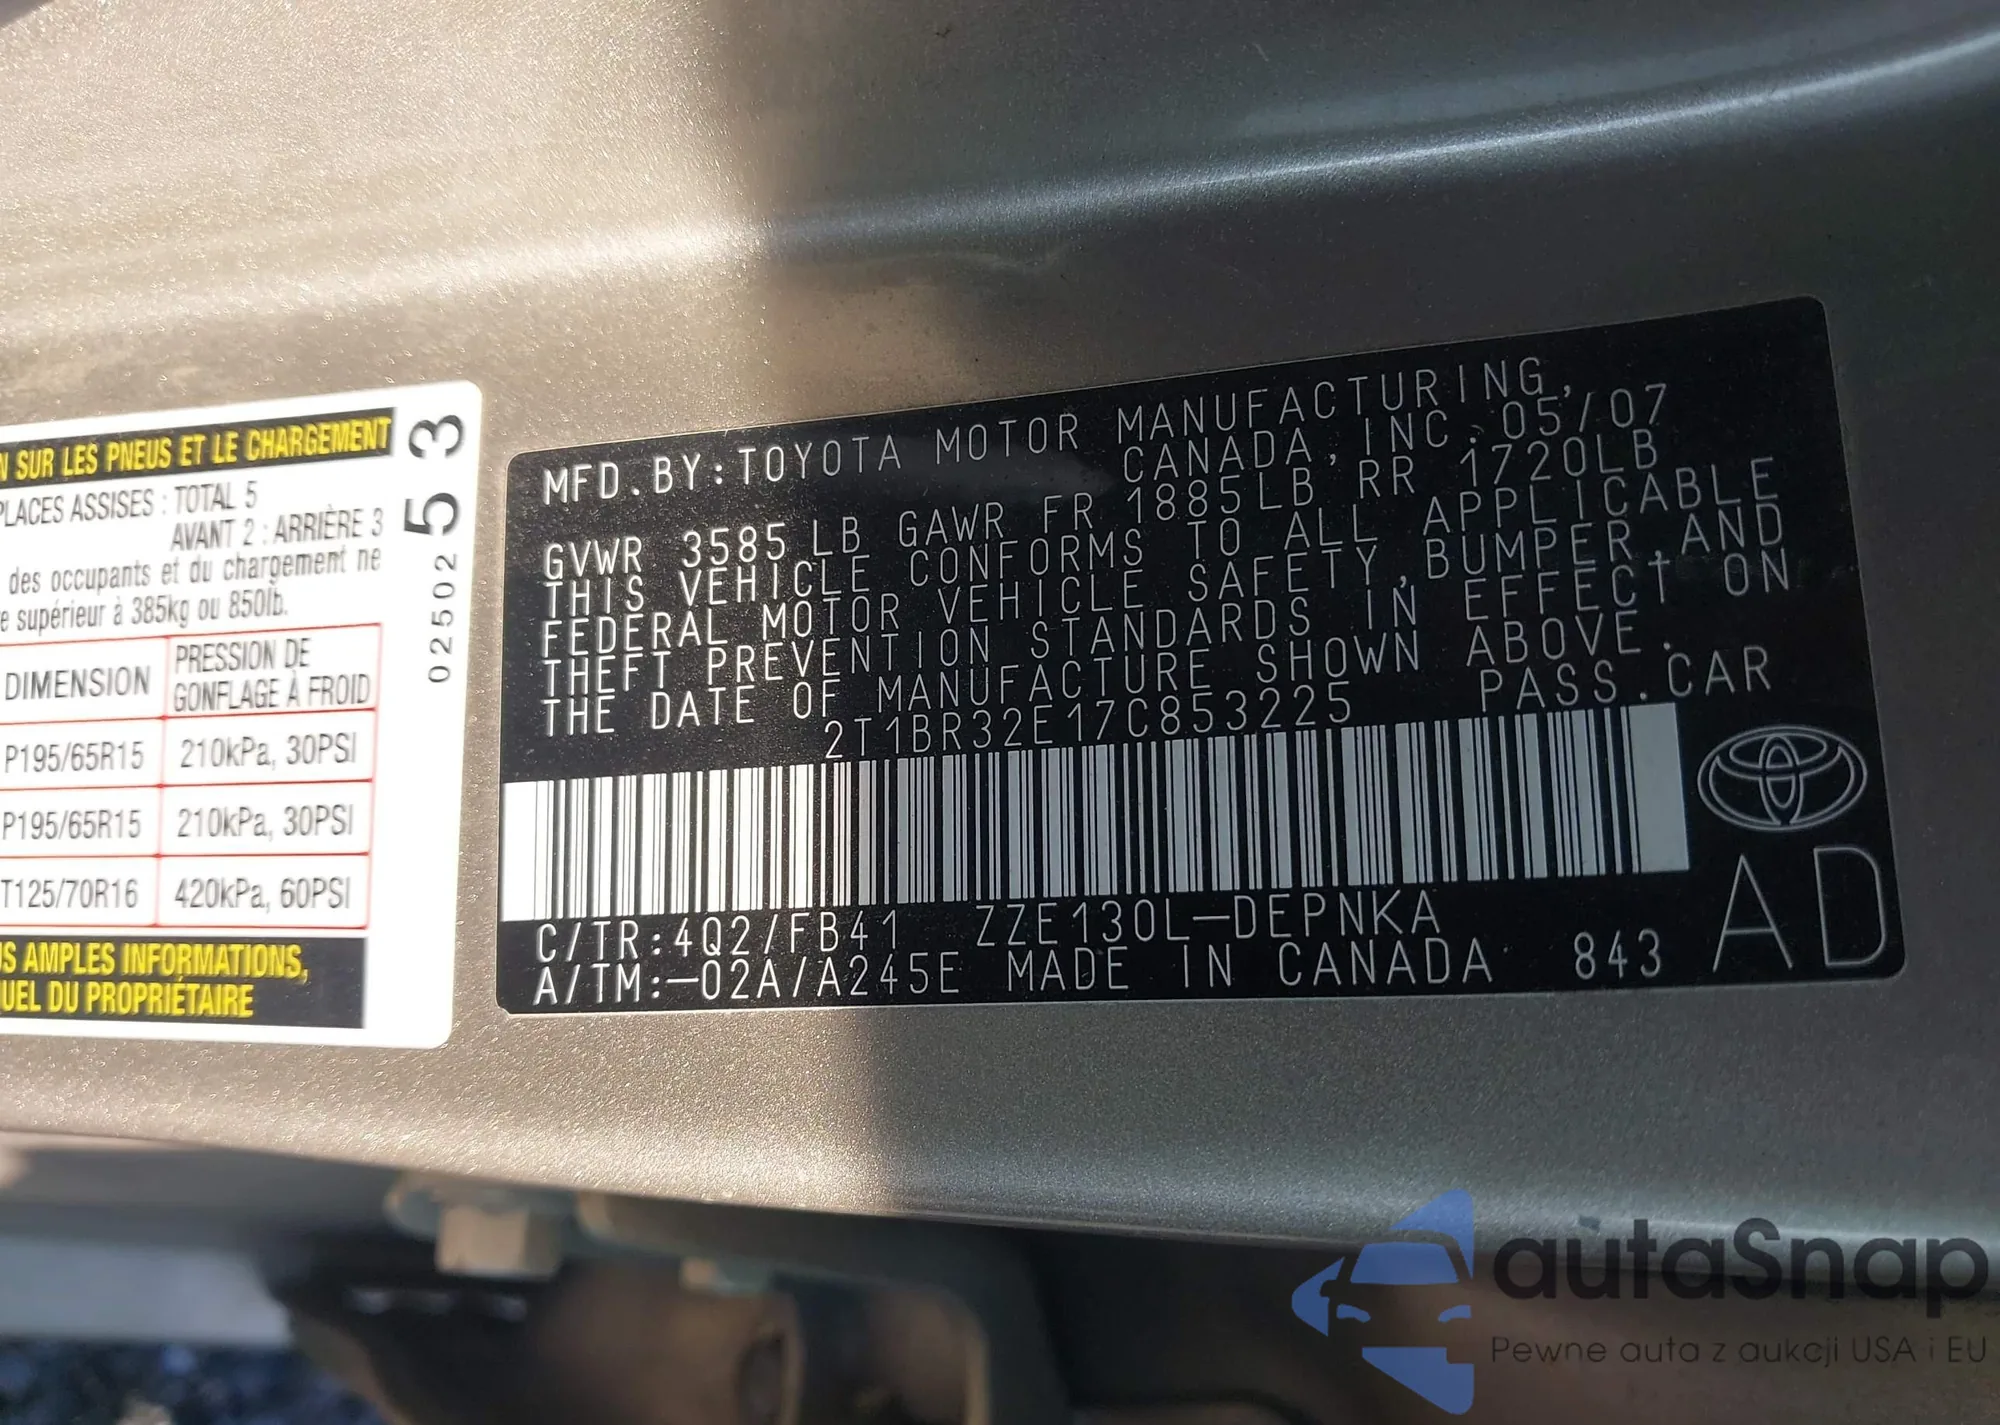 N SUR LES PNEUS ET LE CHARGEMENT
PLACES ASSISES : TOTAL 5
AVANT 2 : ARRIÈRE 3
des occupants et du chargement ne
e supérieur à 385kg ou 850lb.
DIMENSION
PRESSION DE
GONFLAGE À FROID
P195/65R15
210kPa, 30PSI
P195/65R15
210kPa, 30PSI
T125/70R16
420kPa, 60PSI
US AMPLES INFORMATIONS,
UEL DU PROPRIÉTAIRE
02502 53
MFD.BY:TOYOTA MOTOR MANUFACTURING,
CANADA,INC. 05/07
GVWR 3585 LB GAWR FR 1885LB RR 1720LB
THIS VEHICLE CONFORMS TO ALL APPLICABLE
FEDERAL MOTOR VEHICLE SAFETY,BUMPER,AND
THEFT PREVENTION STANDARDS IN EFFECT ON
THE DATE OF MANUFACTURE SHOWN ABOVE.
2T1BR32E17C853225 PASS.CAR
C/TR:4Q2/FB41 ZZE130L-DEPNKA
A/TM:-02A/A245E MADE IN CANADA 843
AD
autaSnap
Pewne auta z aukcji USA i EU